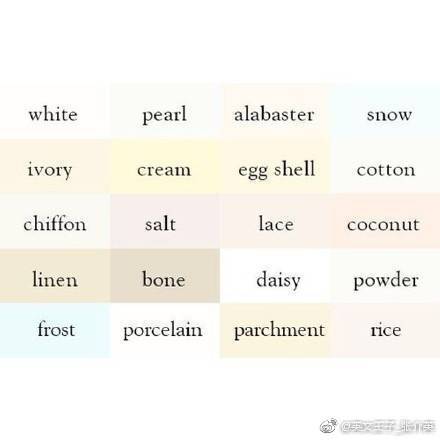 white pearl alabaster snow
ivory cream egg shell cotton
chiffon salt lace coconut
linen bone daisy powder
frost porcelain parchment rice